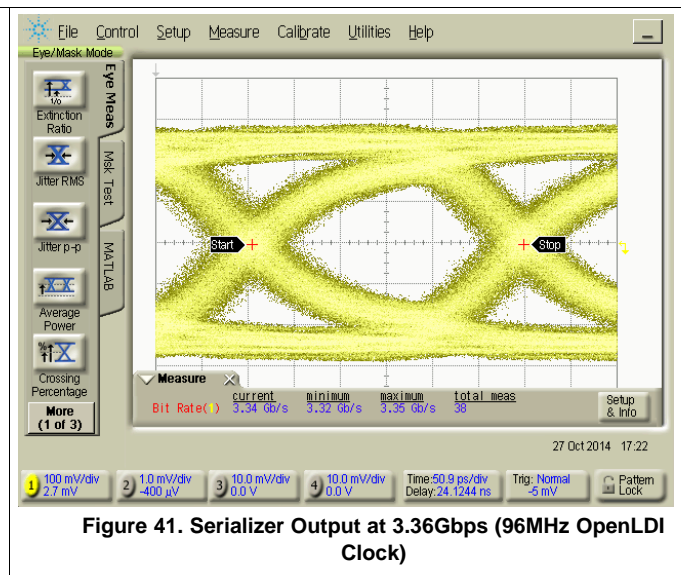 File Control Setup Measure Calibrate Utilities Help
Eye/Mask Mode
Eye Meas
Msk Test
MATLAB
1/0
Extinction
Ratio
Jitter RMS
Jitter p-p
Average
Power
Crossing
Percentage
More
(1 of 3)
Start
Stop
Measure
current minimum maximum total meas
Bit Rate(1) 3.34 Gb/s 3.32 Gb/s 3.35 Gb/s 38
Setup
& Info
27 Oct 2014 17:22
1 100 mV/div
2.7 mV
2 1.0 mV/div
-400 µV
3 10.0 mV/div
0.0 V
4 10.0 mV/div
0.0 V
Time:50.9 ps/div
Delay:24.1244 ns
Trig: Normal
-5 mV
Pattern
Lock
Figure 41. Serializer Output at 3.36Gbps (96MHz OpenLDI
Clock)